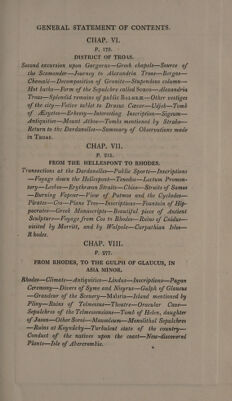 GENERAL STATEMENT OF CONTENTS.
CHAP. VI.
P. 172.
DISTRICT OF TROAS.
Second excursion upon Gargarus—Greek chapels—Source of
the Scamander—Journey to Alexandria Troas—Bergas—
Chemalé—Decomposition of Granite—Stupendous column—
Hot baths—Form of the Sepulchre called Soros—Alexandria
Troas—Splendid remains of public BALNEÆ—Other vestiges
of the city—Votive tablet to Drusus Cæsar—Udjek—Tomb
of Æsyetes—Erkessy—Interesting Inscription—Sigeum—
Antiquities—Mount Athos—Tombs mentioned by Strabo—
Return to the Dardanelles—Summary of Observations made
in TROAS.
CHAP. VII.
P. 212.
FROM THE HELLESPONT TO RHODES.
Transactions at the Dardanelles—Public Sports—Inscriptions
—Voyage down the Hellespont—Tenedos—Lectum Promon-
tory—Lesbos—Erythræan Straits—Chios—Straits of Samos
—Burning Vapour—View of Patmos and the Cyclades—
Pirates—Cos—Plane Tree—Inscriptions—Fountain of Hip-
pocrates—Greek Manuscripts—Beautiful piece of Antient
Sculpture—Voyage from Cos to Rhodes—Ruins of Cnidus—
visited by Morritt, and by Walpole—Carpathian Isles—
Rhodes.
CHAP. VIII.
P. 277.
FROM RHODES, TO THE GULPH OF GLAUCUS, IN
ASIA MINOR.
Rhodes—Climate—Antiquities—Lindus—Inscriptions—Pagan
Ceremony—Divers of Syme and Nisyrus—Gulph of Glaucus
—Grandeur of the Scenery—Malaria—Island mentioned by
Pliny—Ruins of Telmessus—Theatre—Oracular Cave—
Sepulchres of the Telmessensians—Tomb of Helen, daughter
of Jason—Other Soroi—Mausoleum—Monolithal Sepulchres
—Ruins at Koynúcky—Turbulent state of the country—
Conduct of the natives upon the coast—New-discovered
Plants—Isle of Abercrombie.